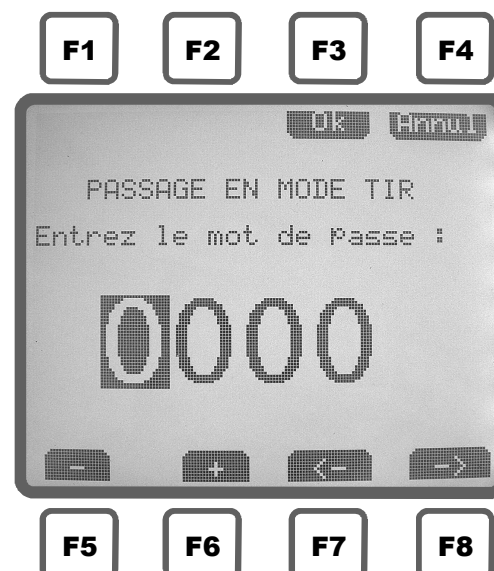 F1 F2 F3 F4
Ok Annul
PASSAGE EN MODE TIR
Entrez le mot de Passe :
0000
- + <- ->
F5 F6 F7 F8